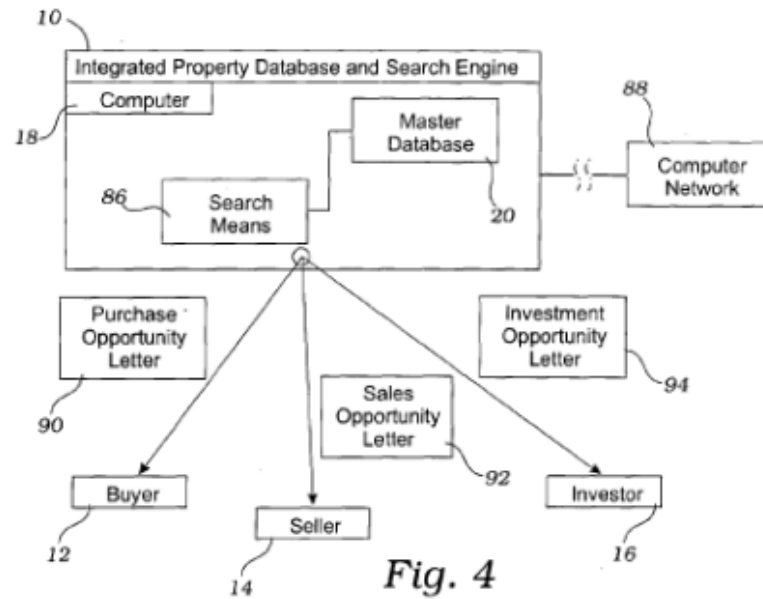 10
Integrated Property Database and Search Engine
Computer
18
Master
Database
20
88
Computer
Network
86
Search
Means
Purchase
Opportunity
Letter
90
Investment
Opportunity
Letter
94
Sales
Opportunity
Letter
92
Buyer
12
Seller
14
Investor
16
Fig. 4